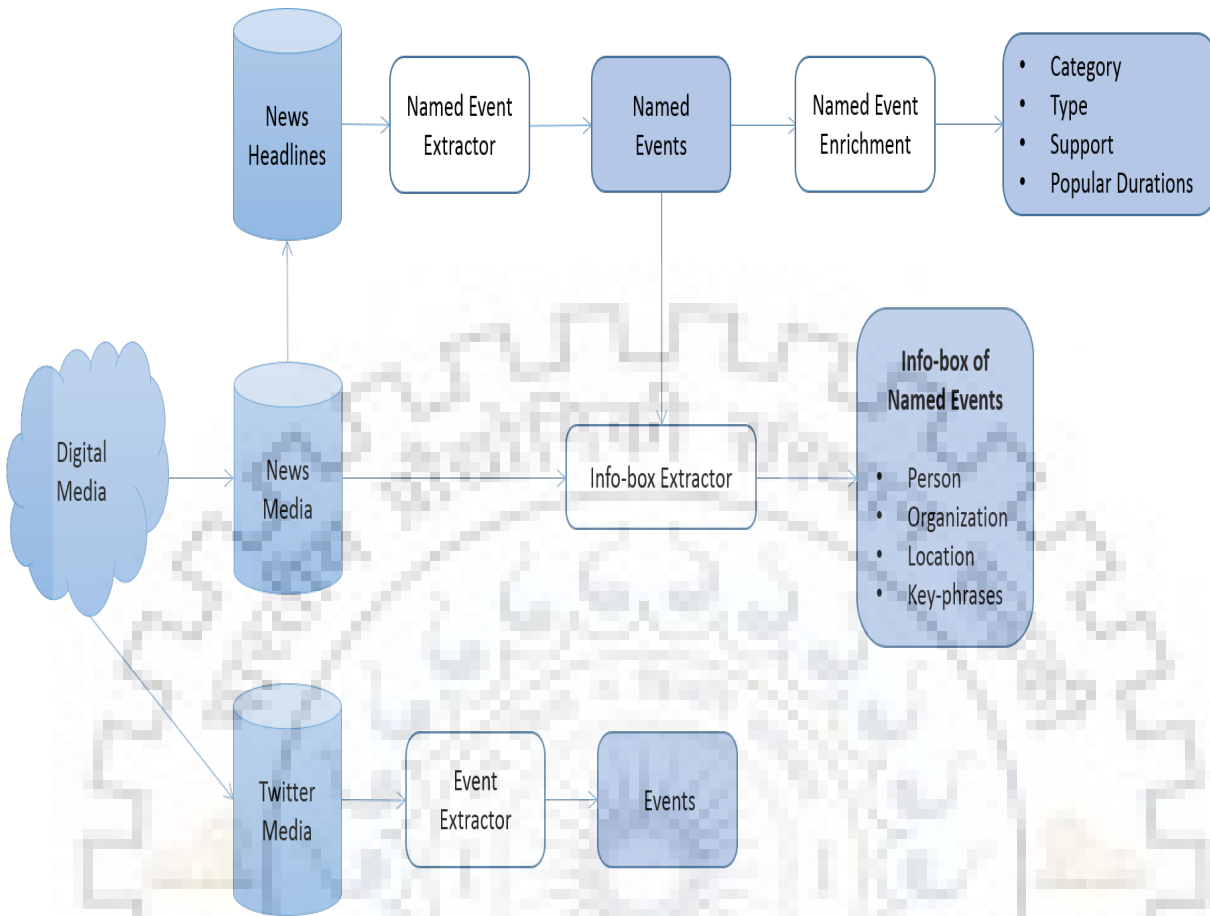 News
Headlines
Named Event
Extractor
Named
Events
Named Event
Enrichment
• Category
• Type
• Support
• Popular Durations
Digital
Media
News
Media
Info-box Extractor
Info-box of
Named Events
• Person
• Organization
• Location
• Key-phrases
Twitter
Media
Event
Extractor
Events